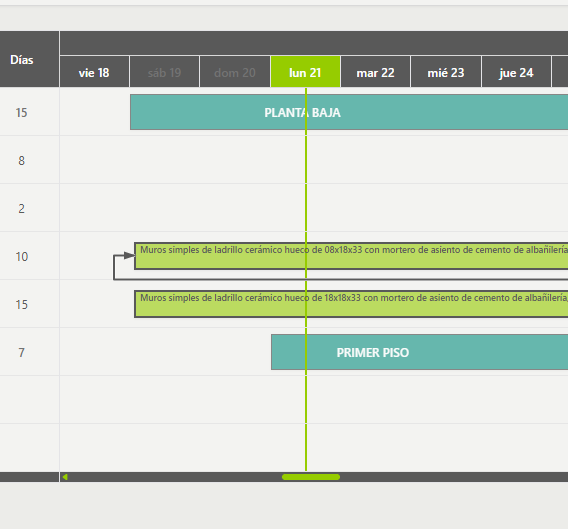 Días
vie 18 sáb 19 dom 20 lun 21 mar 22 mié 23 jue 24
15 PLANTA BAJA
8
2
10 Muros simples de ladrillo cerámico hueco de 08x18x33 con mortero de asiento de cemento de albañilería
15 Muros simples de ladrillo cerámico hueco de 18x18x33 con mortero de asiento de cemento de albañilería,
7 PRIMER PISO